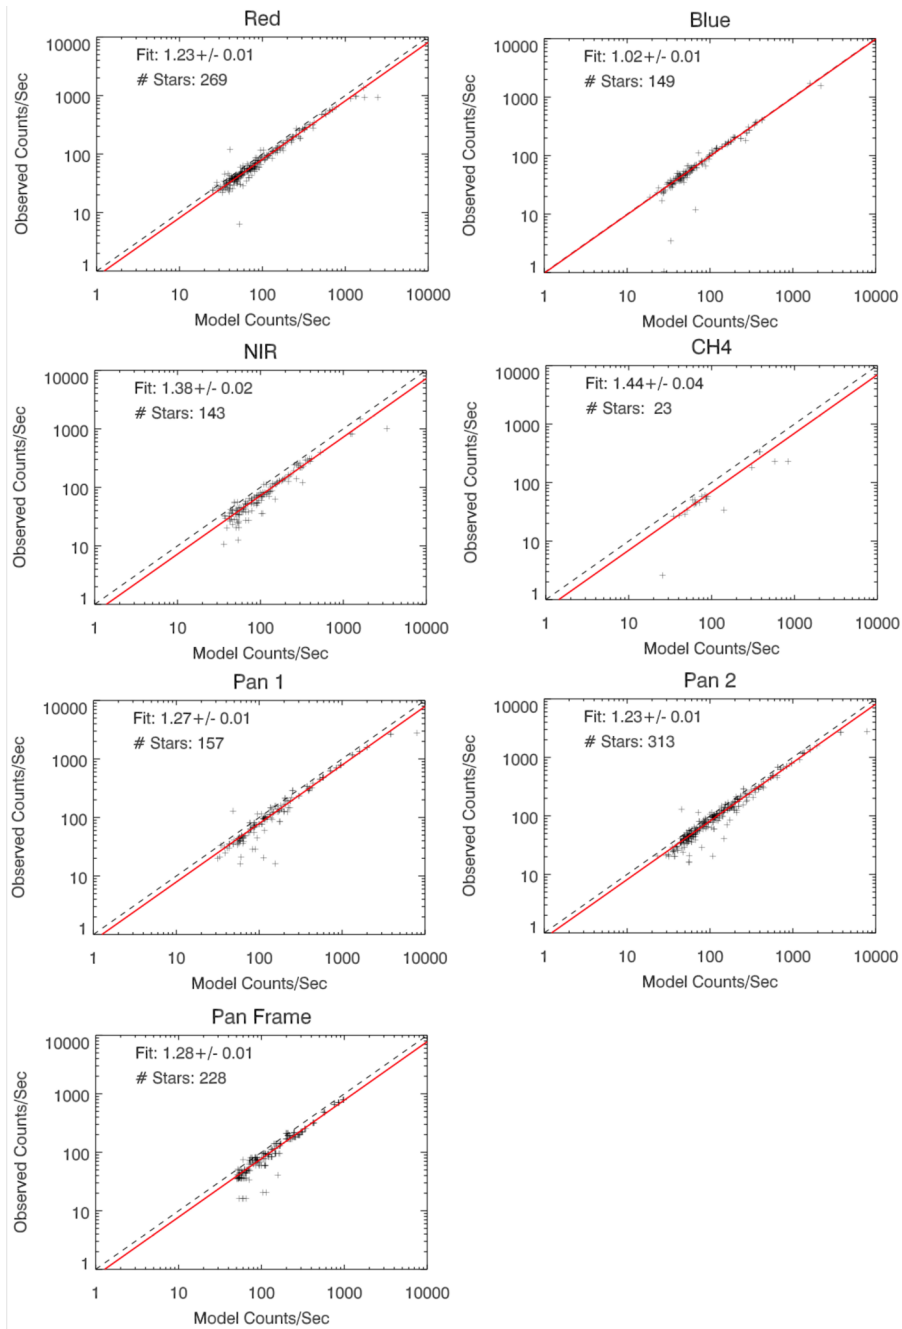 Red
Fit: 1.23+/- 0.01
# Stars: 269
10000
1000
100
10
1
Observed Counts/Sec
1 10 100 1000 10000
Model Counts/Sec
Blue
Fit: 1.02+/- 0.01
# Stars: 149
10000
1000
100
10
1
Observed Counts/Sec
1 10 100 1000 10000
Model Counts/Sec
NIR
Fit: 1.38+/- 0.02
# Stars: 143
10000
1000
100
10
1
Observed Counts/Sec
1 10 100 1000 10000
Model Counts/Sec
CH4
Fit: 1.44+/- 0.04
# Stars: 23
10000
1000
100
10
1
Observed Counts/Sec
1 10 100 1000 10000
Model Counts/Sec
Pan 1
Fit: 1.27+/- 0.01
# Stars: 157
10000
1000
100
10
1
Observed Counts/Sec
1 10 100 1000 10000
Model Counts/Sec
Pan 2
Fit: 1.23+/- 0.01
# Stars: 313
10000
1000
100
10
1
Observed Counts/Sec
1 10 100 1000 10000
Model Counts/Sec
Pan Frame
Fit: 1.28+/- 0.01
# Stars: 228
10000
1000
100
10
1
Observed Counts/Sec
1 10 100 1000 10000
Model Counts/Sec